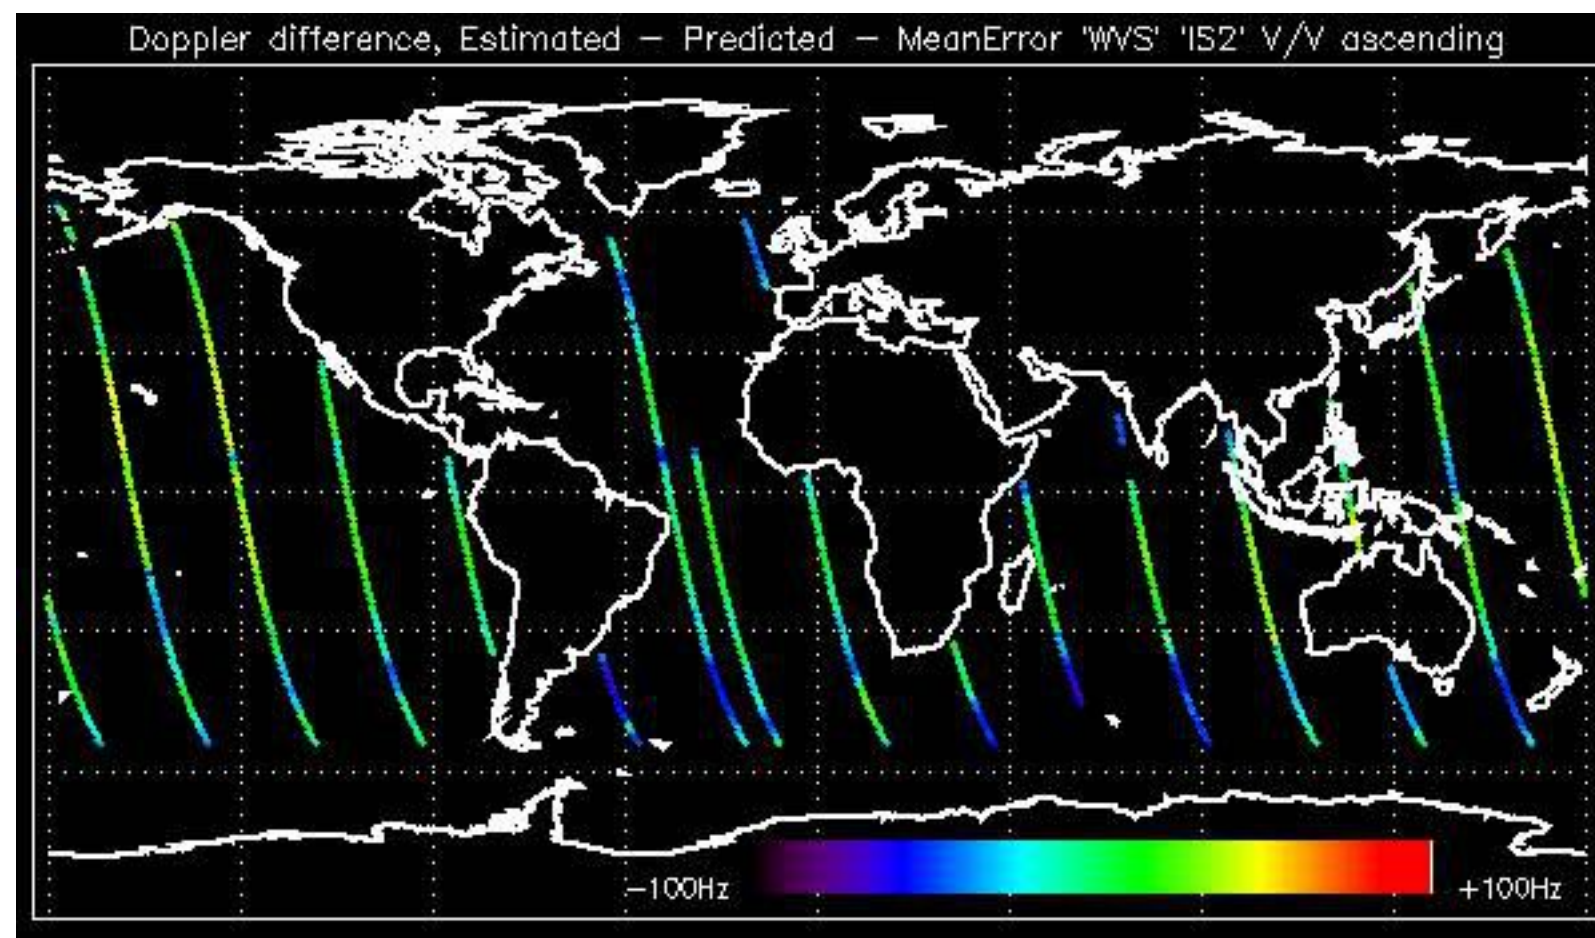 Doppler difference, Estimated − Predicted − MeanError 'WVS' 'IS2' V/V ascending
−100Hz
+100Hz